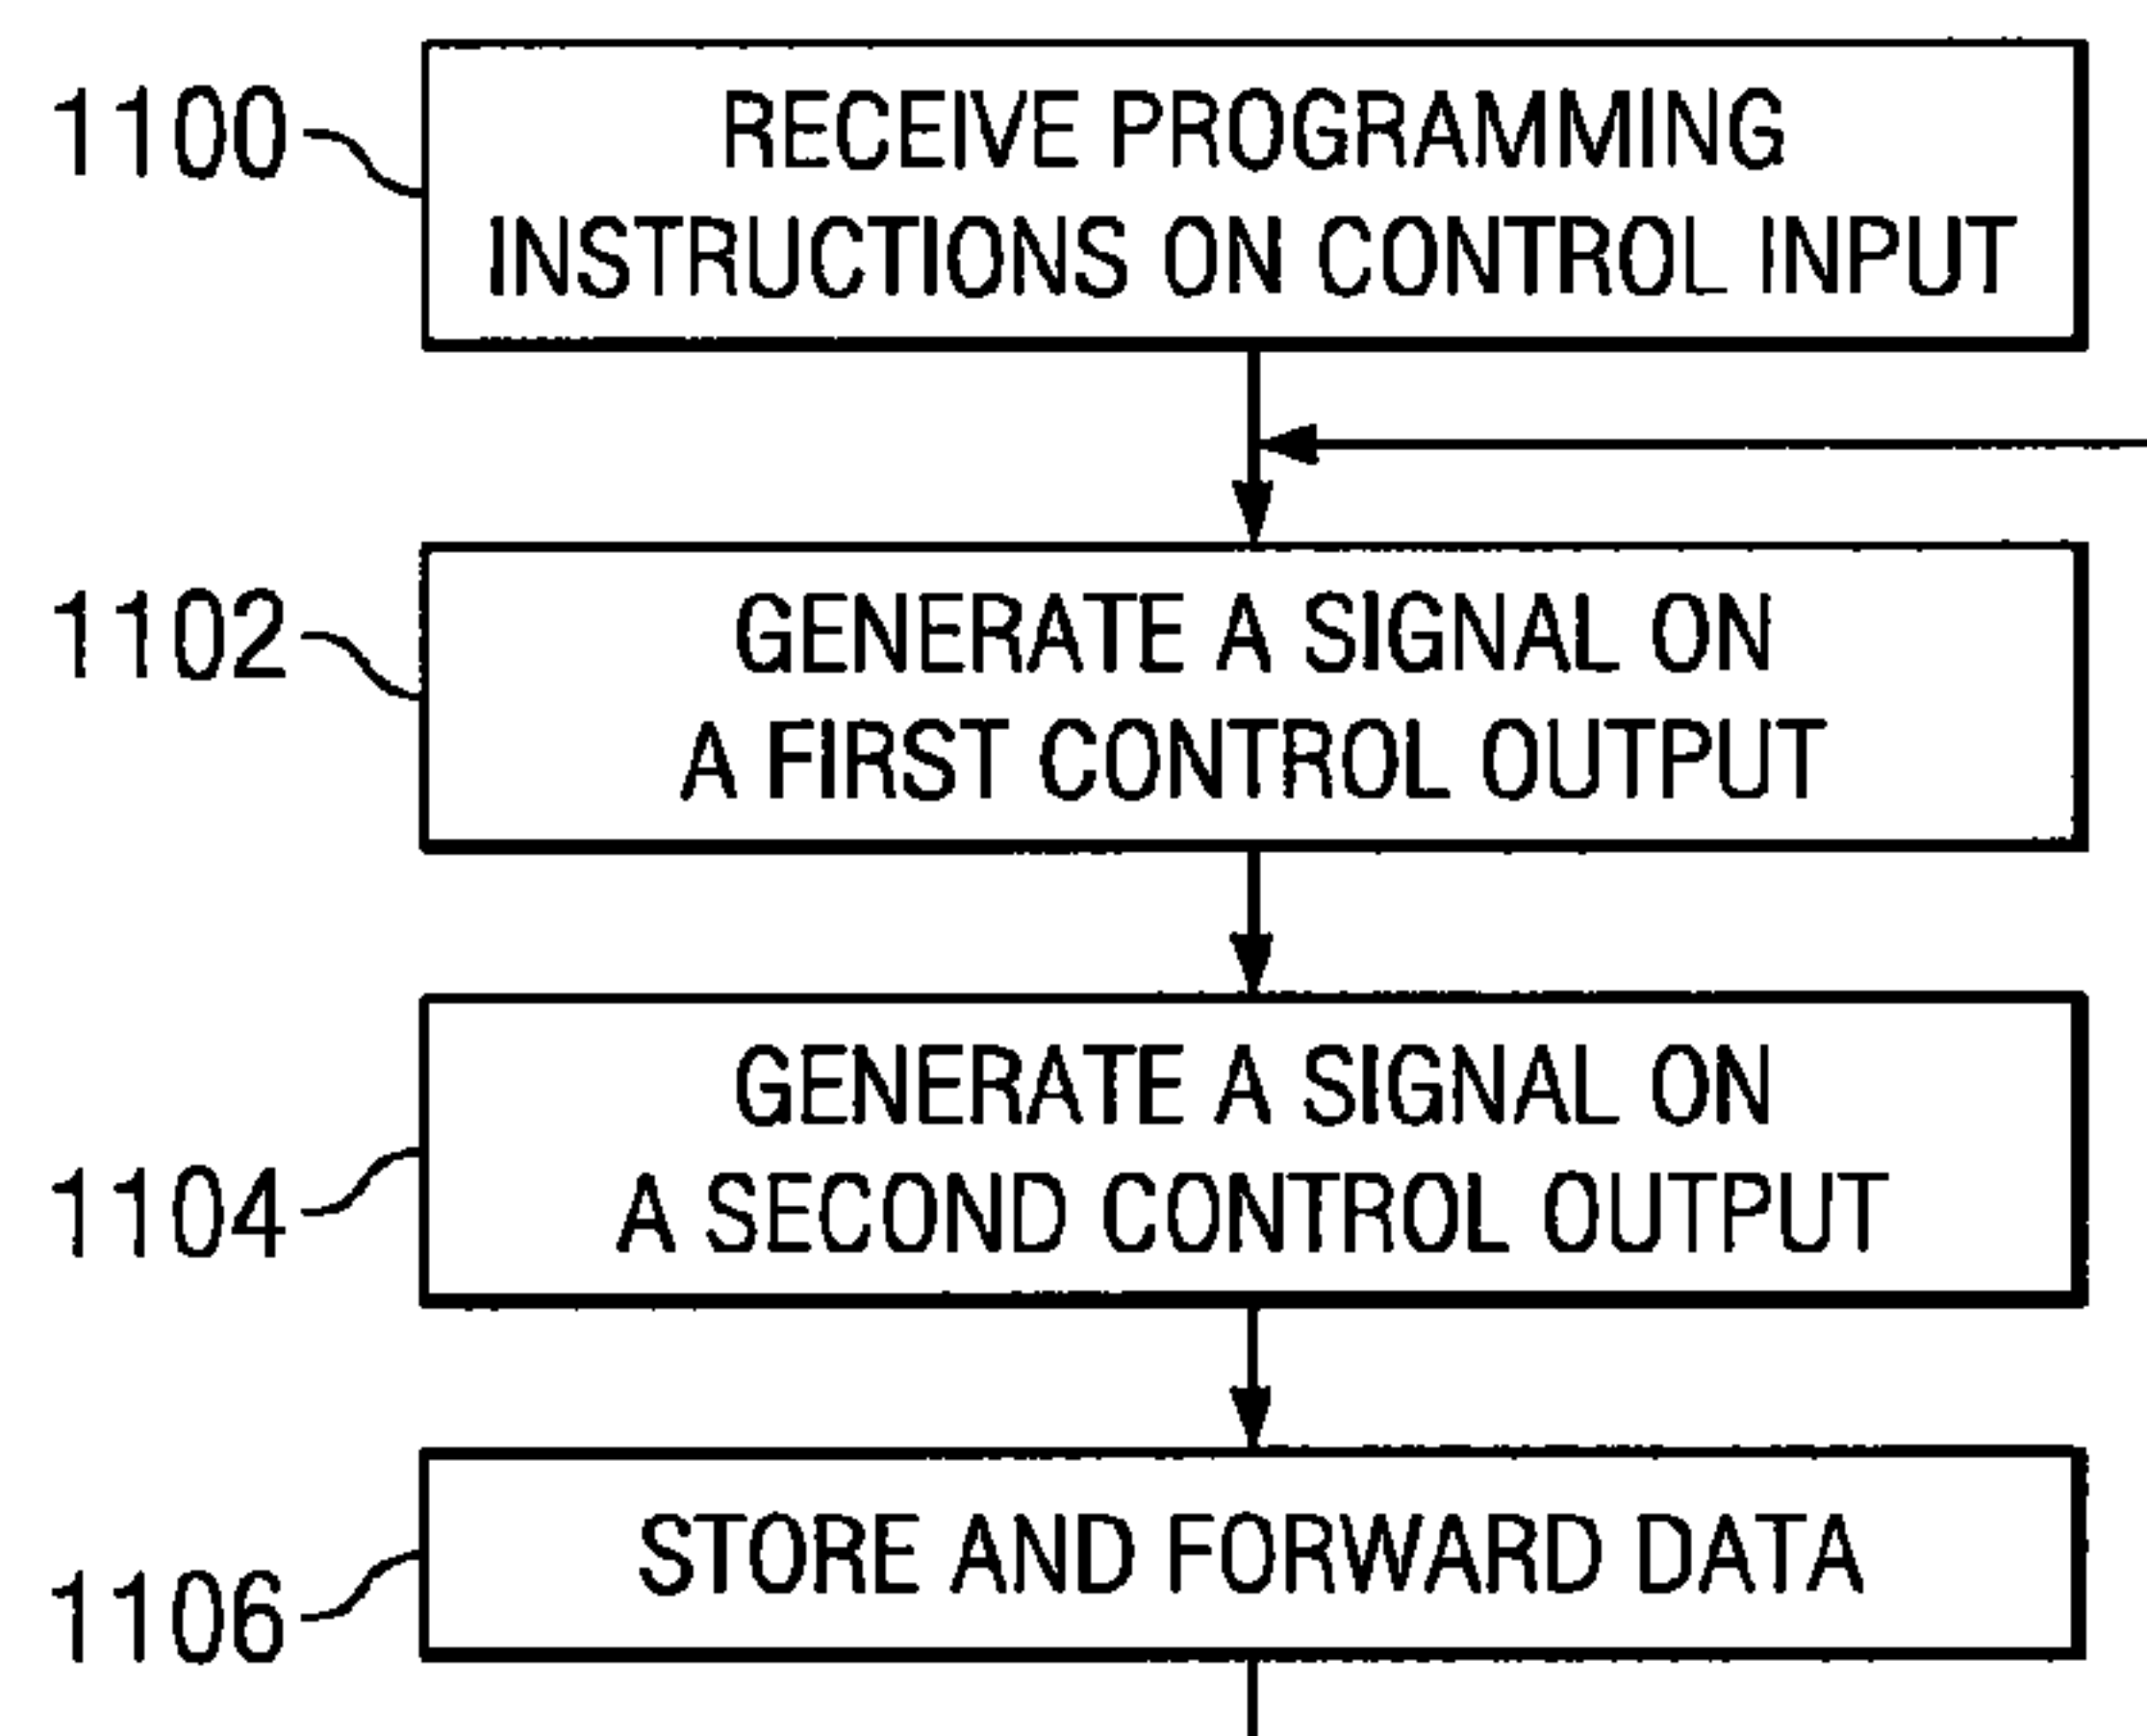 1100
RECEIVE PROGRAMMING
INSTRUCTIONS ON CONTROL INPUT
1102
GENERATE A SIGNAL ON
A FIRST CONTROL OUTPUT
GENERATE A SIGNAL ON
A SECOND CONTROL OUTPUT
1104
STORE AND FORWARD DATA
1106